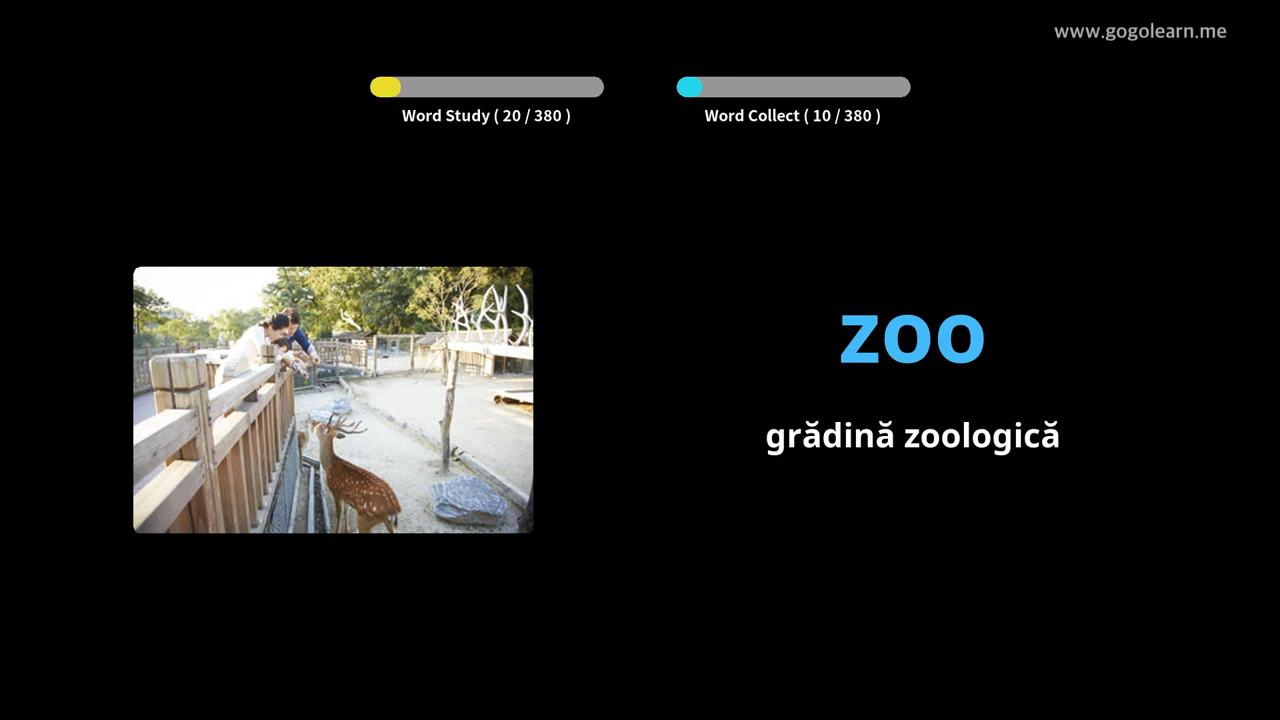 www.gogolearn.me
Word Study ( 20 / 380 )
Word Collect ( 10 / 380 )
zoo
grădină zoologică